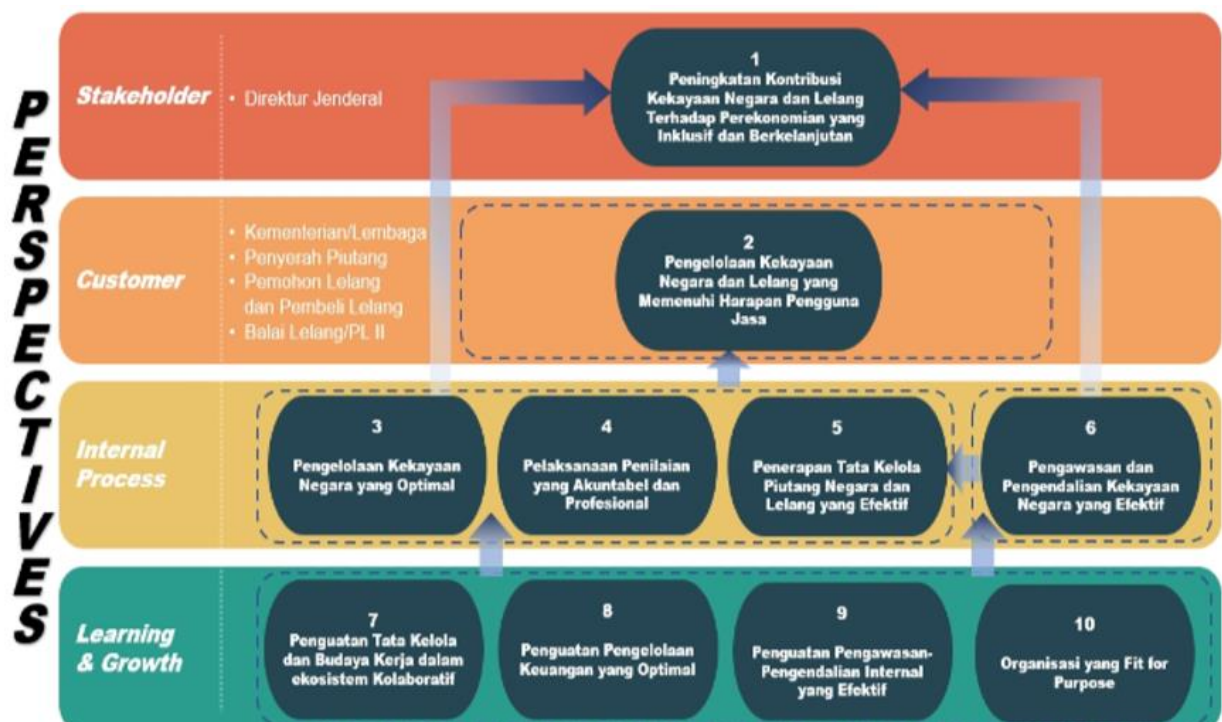 PERSPECTIVES
Stakeholder
• Direktur Jenderal
1
Peningkatan Kontribusi
Kekayaan Negara dan Lelang
Terhadap Perekonomian yang
Inklusif dan Berkelanjutan
Customer
• Kementerian/Lembaga
• Penyerah Piutang
• Pemohon Lelang
dan Pembeli Lelang
• Balai Lelang/PL II
2
Pengelolaan Kekayaan
Negara dan Lelang yang
Memenuhi Harapan Pengguna
Jasa
Internal
Process
3
Pengelolaan Kekayaan
Negara yang Optimal
4
Pelaksanaan Penilaian
yang Akuntabel dan
Profesional
5
Penerapan Tata Kelola
Piutang Negara dan
Lelang yang Efektif
6
Pengawasan dan
Pengendalian Kekayaan
Negara yang Efektif
Learning
& Growth
7
Penguatan Tata Kelola
dan Budaya Kerja dalam
ekosistem Kolaboratif
8
Penguatan Pengelolaan
Keuangan yang Optimal
9
Penguatan Pengawasan-
Pengendalian Internal
yang Efektif
10
Organisasi yang Fit for
Purpose